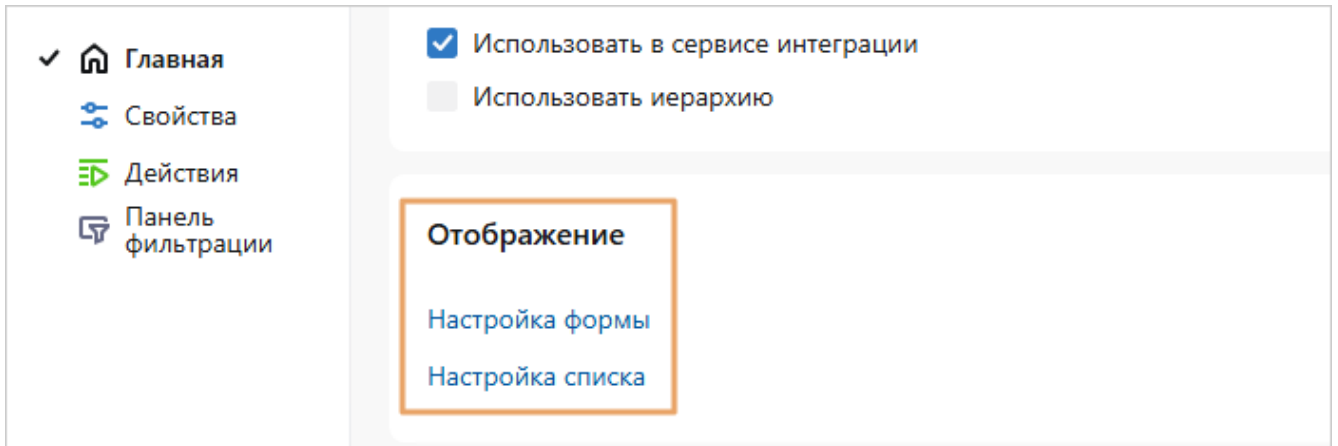 Главная
Свойства
Действия
Панель
фильтрации
Использовать в сервисе интеграции
Использовать иерархию
Отображение
Настройка формы
Настройка списка